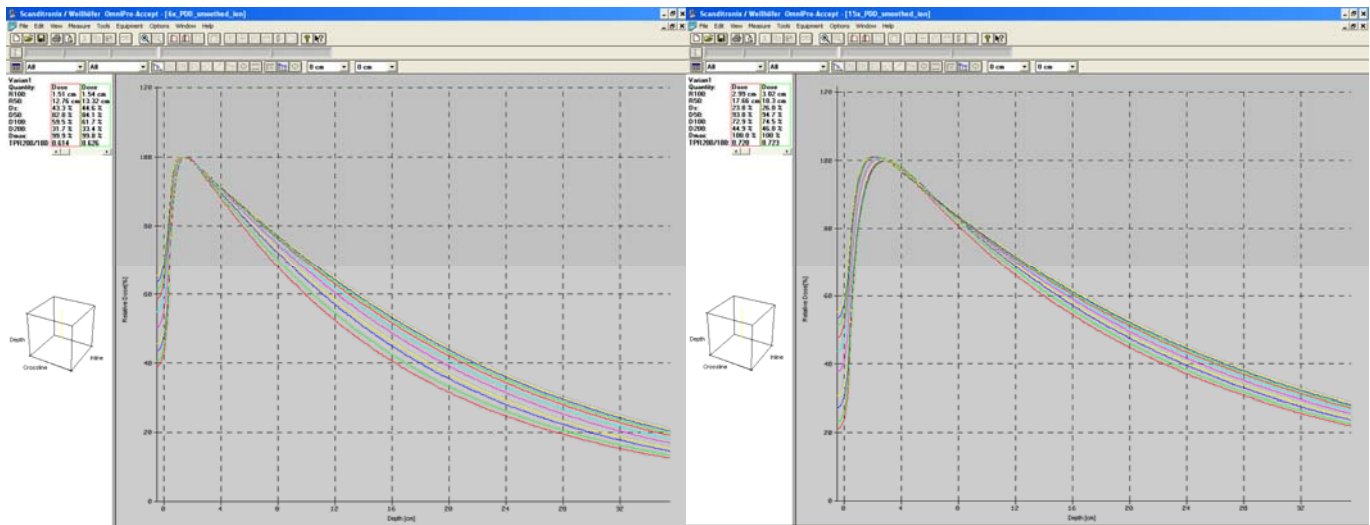 Scanditronix / Wellhöfer OmniPro-Accept - [6x_PDD_smoothed_ion]
File Edit View Measure Tools Equipment Options Window Help
All All 0 cm 0 cm
Varian1
Quantity: Dose Dose
R100: 1.51 cm 1.54 cm
R50: 12.76 cm 13.32 cm
Ds: 43.3 % 44.6 %
D50: 82.8 % 84.1 %
D100: 59.5 % 61.7 %
D200: 31.7 % 33.4 %
Dmax: 99.9 % 99.8 %
TPR200/100: 0.614 0.626
120
100
80
60
40
20
0
Relative Dose[%]
Depth
Inline
Crossline
0 4 8 12 16 20 24 28 32
Depth [cm]
Scanditronix / Wellhöfer OmniPro-Accept - [15x_PDD_smoothed_ion]
File Edit View Measure Tools Equipment Options Window Help
All All 0 cm 0 cm
Varian1
Quantity: Dose Dose
R100: 2.99 cm 3.02 cm
R50: 17.66 cm 18.3 cm
Ds: 23.8 % 26.0 %
D50: 93.8 % 94.7 %
D100: 72.9 % 74.5 %
D200: 44.9 % 46.8 %
Dmax: 100.0 % 100 %
TPR200/100: 0.720 0.723
120
100
80
60
40
20
0
Relative Dose[%]
Depth
Inline
Crossline
0 4 8 12 16 20 24 28 32
Depth [cm]